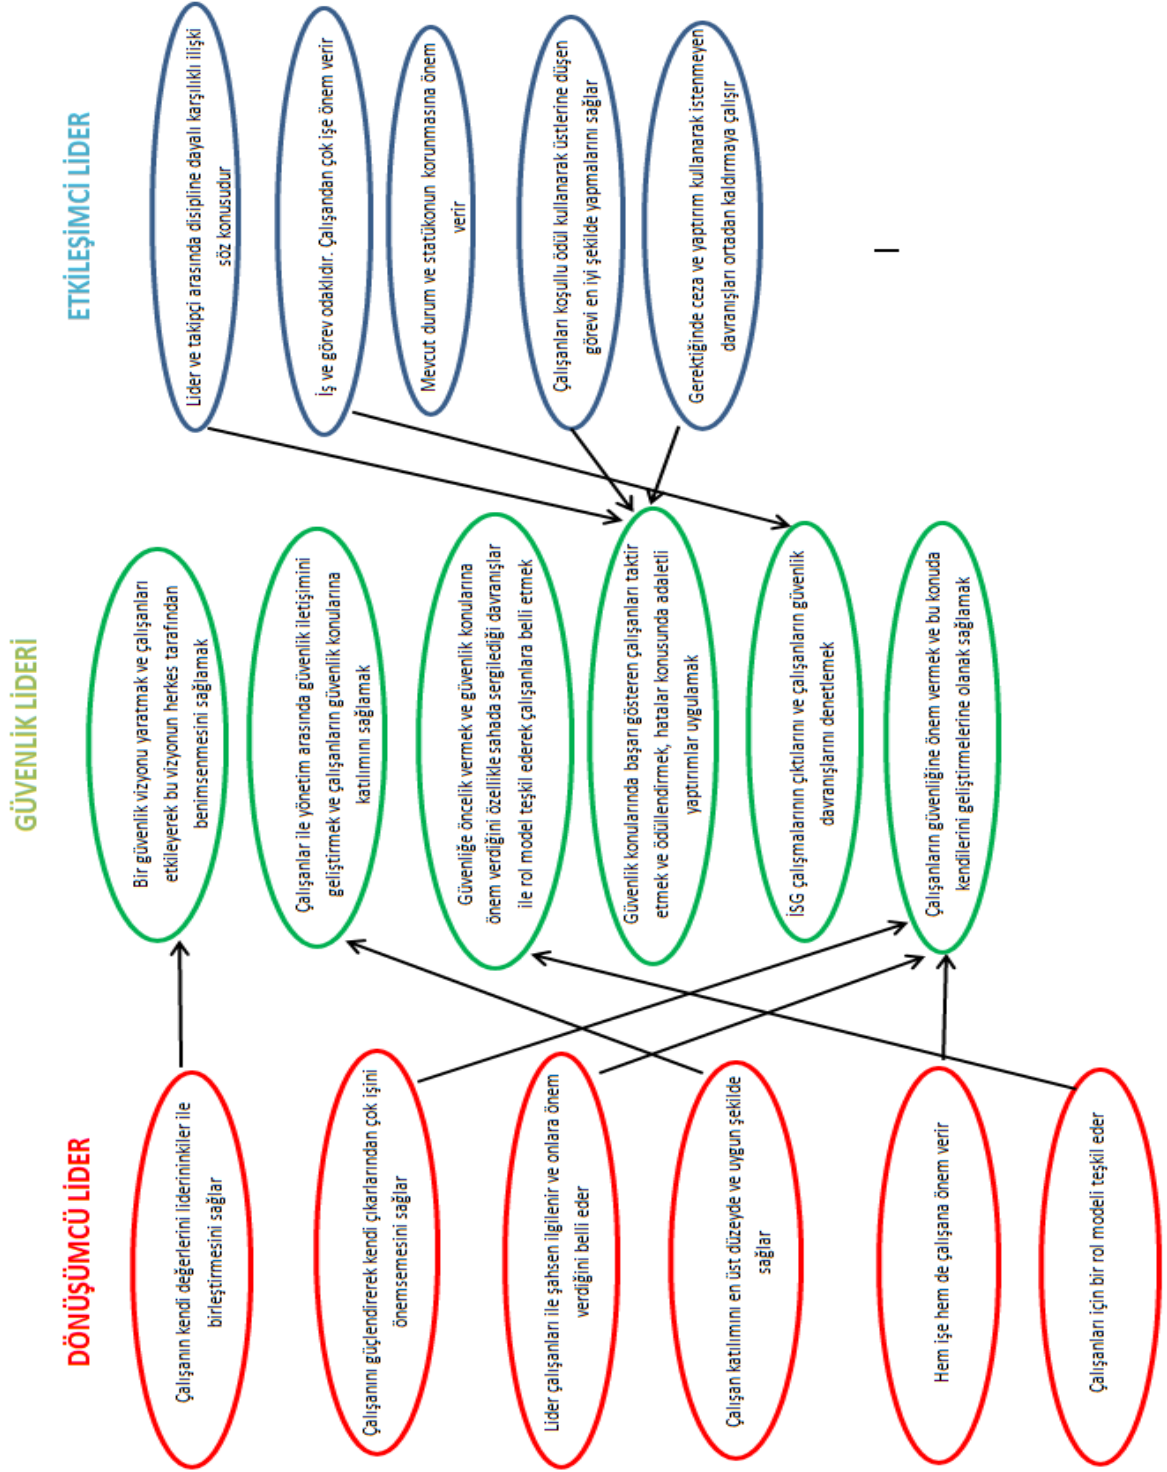 DÖNÜŞÜMCÜ LİDER
Çalışanın kendi değerlerini liderininkiler ile
birleştirmesini sağlar
Çalışanını güçlendirerek kendi çıkarlarından çok işini
önemsemesini sağlar
Lider çalışanları ile şahsen ilgilenir ve onlara önem
verdiğini belli eder
Çalışan katılımını en üst düzeyde ve uygun şekilde
sağlar
Hem işe hem de çalışana önem verir
Çalışanları için bir rol modeli teşkil eder
GÜVENLİK LİDERİ
Bir güvenlik vizyonu yaratmak ve çalışanları
etkileyerek bu vizyonun herkes tarafından
benimsenmesini sağlamak
Çalışanlar ile yönetim arasında güvenlik iletişimini
geliştirmek ve çalışanların güvenlik konularına
katılımını sağlamak
Güvenliğe öncelik vermek ve güvenlik konularına
önem verdiğini özellikle sahada sergilediği davranışlar
ile rol model teşkil ederek çalışanlara belli etmek
Güvenlik konularında başarı gösteren çalışanları taktir
etmek ve ödüllendirmek, hatalar konusunda adaletli
yaptırımlar uygulamak
İSG çalışmalarının çıktılarını ve çalışanların güvenlik
davranışlarını denetlemek
Çalışanların güvenliğine önem vermek ve bu konuda
kendilerini geliştirmelerine olanak sağlamak
ETKİLEŞİMCİ LİDER
Lider ve takipçi arasında disipline dayalı karşılıklı ilişki
söz konusudur
İş ve görev odaklıdır. Çalışandan çok işe önem verir
Mevcut durum ve statükonun korunmasına önem
verir
Çalışanları koşullu ödül kullanarak üstlerine düşen
görevi en iyi şekilde yapmalarını sağlar
Gerektiğinde ceza ve yaptırım kullanarak istenmeyen
davranışları ortadan kaldırmaya çalışır